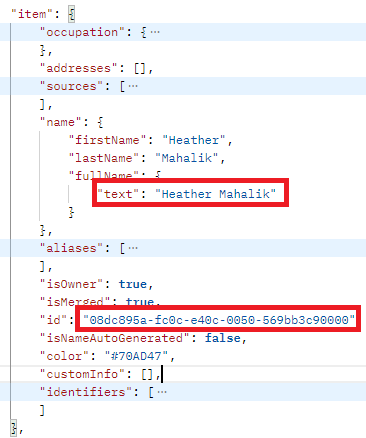 "item": {
"occupation": {⋯
},
"addresses": [],
"sources": [⋯
],
"name": {
"firstName": "Heather",
"lastName": "Mahalik",
"fullName": {
"text": "Heather Mahalik"
}
},
"aliases": [⋯
],
"isOwner": true,
"isMerged": true,
"id": "08dc895a-fc0c-e40c-0050-569bb3c90000"
"isNameAutoGenerated": false,
"color": "#70AD47",
"customInfo": [],
"identifiers": [⋯
]
},